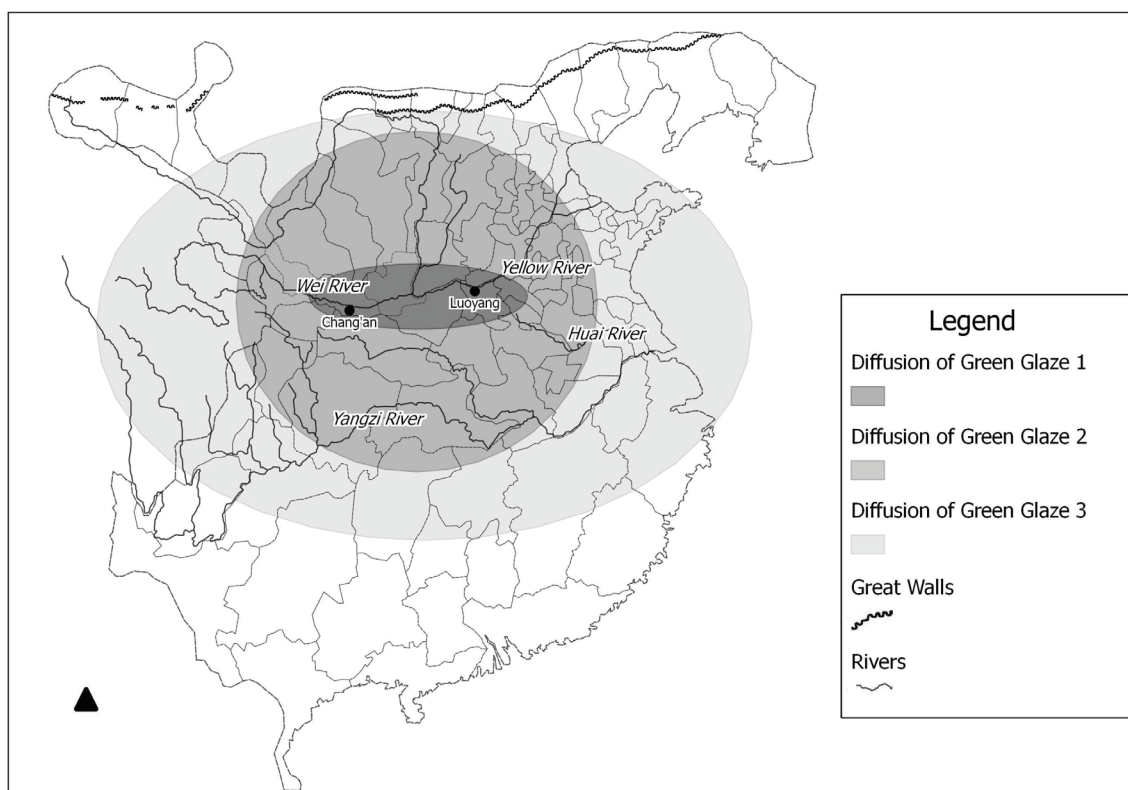 Wei River
Yellow River
Luoyang
Chang'an
Huai River
Yangzi River
Legend
Diffusion of Green Glaze 1
Diffusion of Green Glaze 2
Diffusion of Green Glaze 3
Great Walls
Rivers